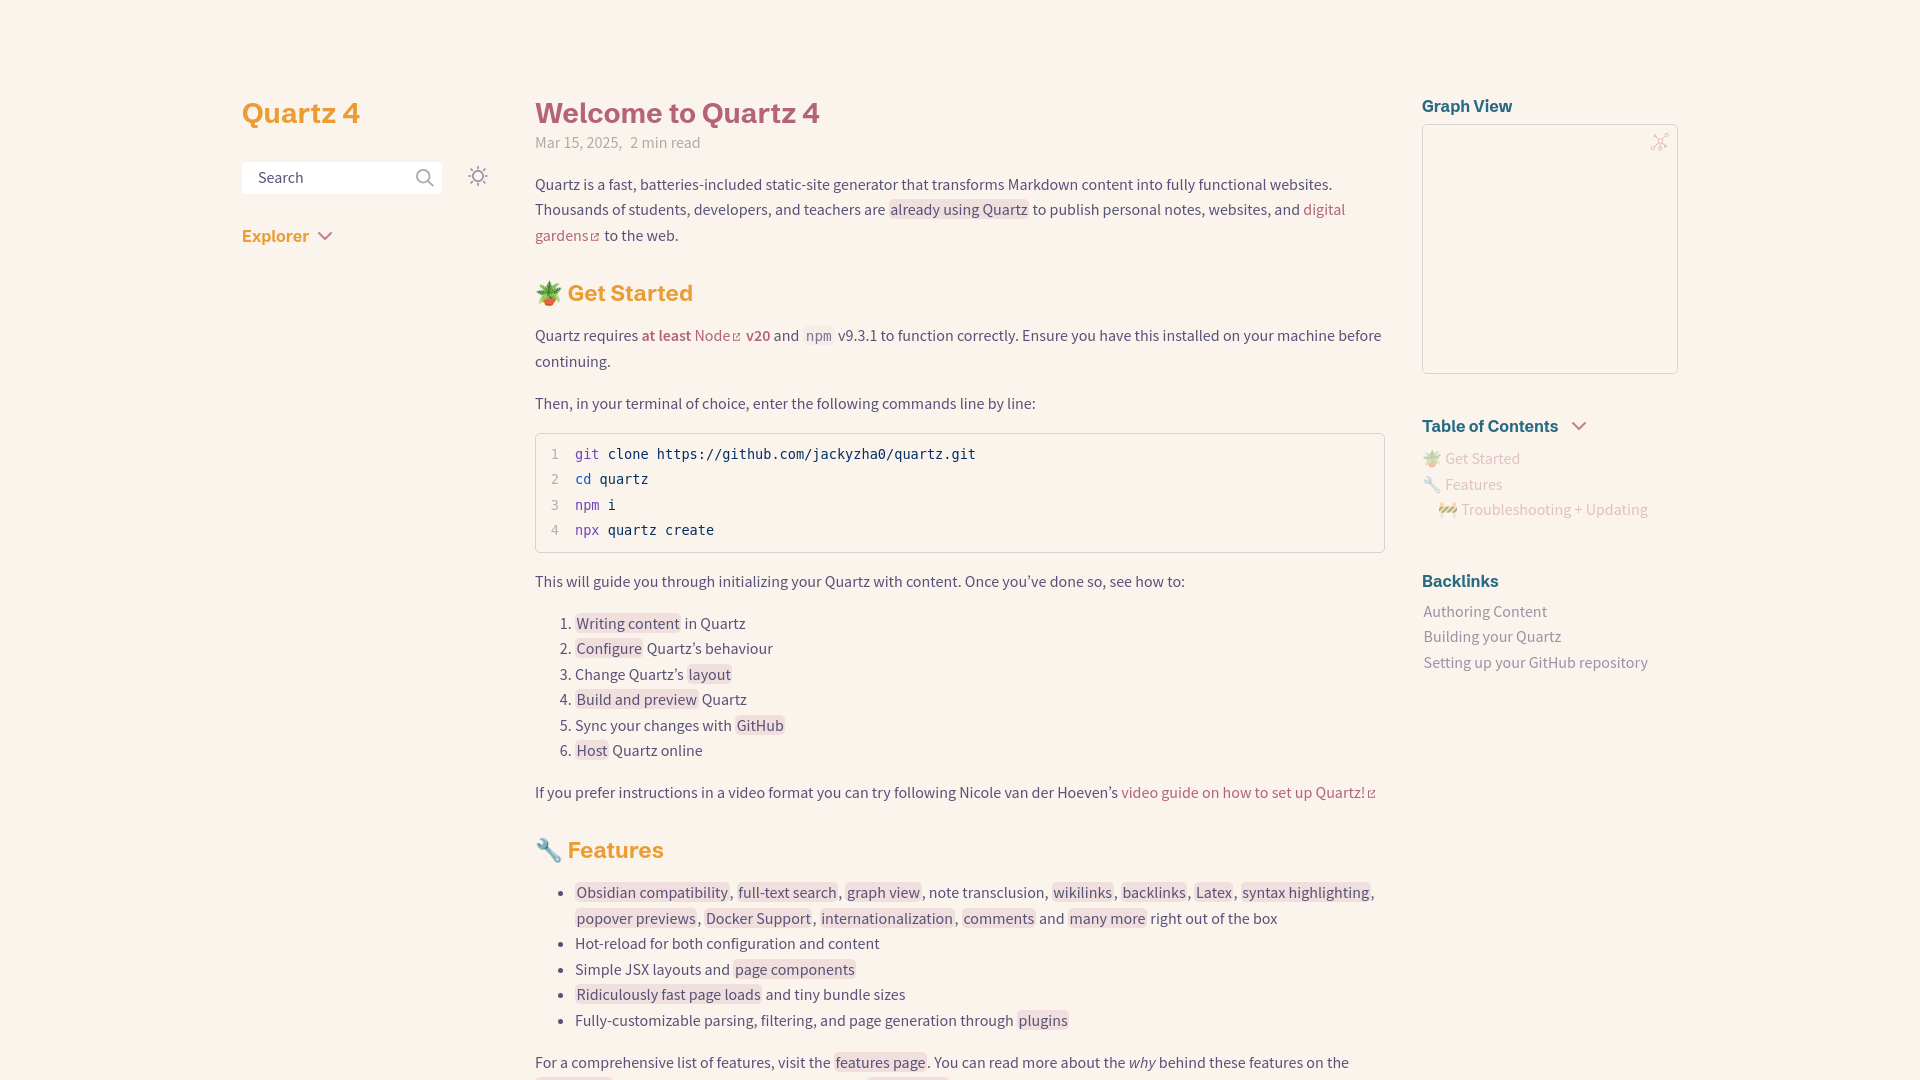 Quartz 4
Search
Explorer
Welcome to Quartz 4
Mar 15, 2025, 2 min read
Quartz is a fast, batteries-included static-site generator that transforms Markdown content into fully functional websites.
Thousands of students, developers, and teachers are already using Quartz to publish personal notes, websites, and digital
gardens to the web.
🪴 Get Started
Quartz requires at least Node v20 and npm v9.3.1 to function correctly. Ensure you have this installed on your machine before
continuing.
Then, in your terminal of choice, enter the following commands line by line:
1 git clone https://github.com/jackyzha0/quartz.git
2 cd quartz
3 npm i
4 npx quartz create
This will guide you through initializing your Quartz with content. Once you’ve done so, see how to:
1. Writing content in Quartz
2. Configure Quartz’s behaviour
3. Change Quartz’s layout
4. Build and preview Quartz
5. Sync your changes with GitHub
6. Host Quartz online
If you prefer instructions in a video format you can try following Nicole van der Hoeven’s video guide on how to set up Quartz!
🔧 Features
• Obsidian compatibility, full-text search, graph view, note transclusion, wikilinks, backlinks, Latex, syntax highlighting,
popover previews, Docker Support, internationalization, comments and many more right out of the box
• Hot-reload for both configuration and content
• Simple JSX layouts and page components
• Ridiculously fast page loads and tiny bundle sizes
• Fully-customizable parsing, filtering, and page generation through plugins
For a comprehensive list of features, visit the features page. You can read more about the why behind these features on the
Graph View
Table of Contents
🪴 Get Started
🔧 Features
🚧 Troubleshooting + Updating
Backlinks
Authoring Content
Building your Quartz
Setting up your GitHub repository